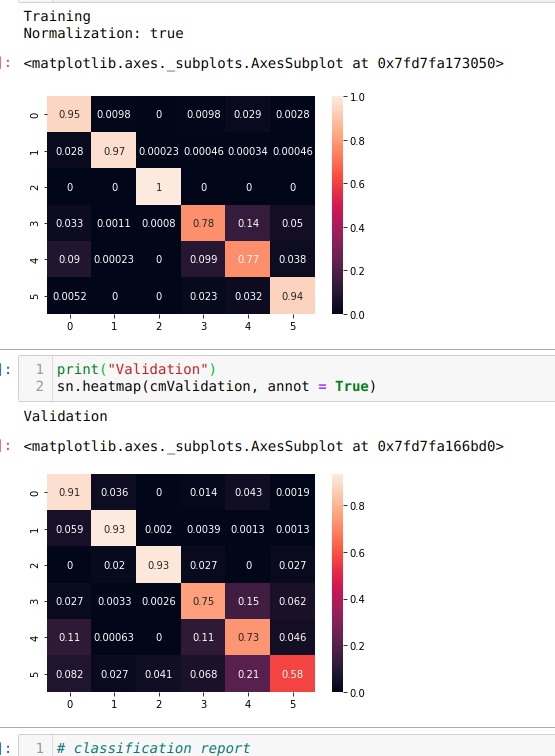 Training
Normalization: true
]: <matplotlib.axes._subplots.AxesSubplot at 0x7fd7fa173050>
1.0
0 0.95 0.0098 0 0.0098 0.029 0.0028
0.8
1 0.028 0.97 0.00023 0.00046 0.00034 0.00046
0.6
2 0 0 1 0 0 0
3 0.033 0.0011 0.0008 0.78 0.14 0.05
0.4
4 0.09 0.00023 0 0.099 0.77 0.038
0.2
5 0.0052 0 0 0.023 0.032 0.94
0.0
0 1 2 3 4 5
]: 1 print("Validation")
2 sn.heatmap(cmValidation, annot = True)
Validation
]: <matplotlib.axes._subplots.AxesSubplot at 0x7fd7fa166bd0>
0 0.91 0.036 0 0.014 0.043 0.0019
0.8
1 0.059 0.93 0.002 0.0039 0.0013 0.0013
0.6
2 0 0.02 0.93 0.027 0 0.027
3 0.027 0.0033 0.0026 0.75 0.15 0.062
0.4
4 0.11 0.00063 0 0.11 0.73 0.046
0.2
5 0.082 0.027 0.041 0.068 0.21 0.58
0.0
0 1 2 3 4 5
]: 1 # classification report